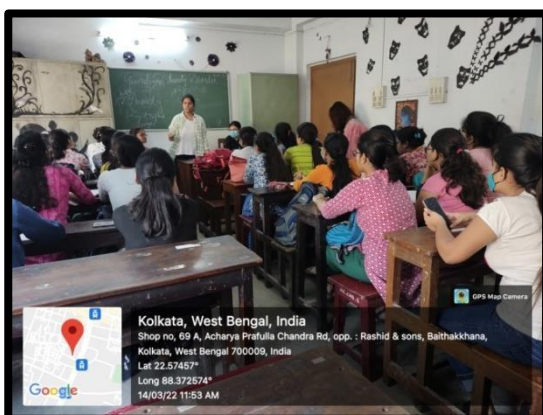 GPS Map Camera
Kolkata, West Bengal, India
Shop no, 69 A, Acharya Prafulla Chandra Rd, opp. : Rashid & sons, Baithakkhana,
Kolkata, West Bengal 700009, India
Lat 22.57457°
Long 88.372574°
14/03/22 11:53 AM
Google